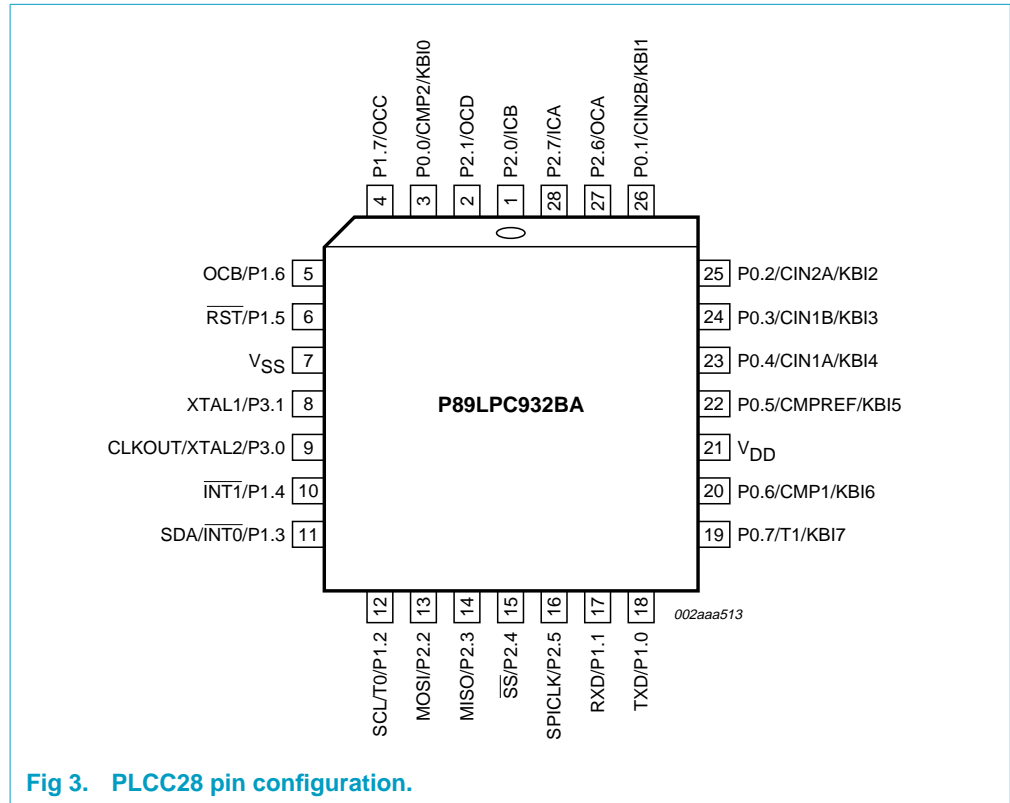 4 P1.7/OCC
3 P0.0/CMP2/KBI0
2 P2.1/OCD
1 P2.0/ICB
28 P2.7/ICA
27 P2.6/OCA
26 P0.1/CIN2B/KBI1
OCB/P1.6 5
RST/P1.5 6
VSS 7
XTAL1/P3.1 8
CLKOUT/XTAL2/P3.0 9
INT1/P1.4 10
SDA/INT0/P1.3 11
P89LPC932BA
25 P0.2/CIN2A/KBI2
24 P0.3/CIN1B/KBI3
23 P0.4/CIN1A/KBI4
22 P0.5/CMPREF/KBI5
21 VDD
20 P0.6/CMP1/KBI6
19 P0.7/T1/KBI7
SCL/T0/P1.2 12
MOSI/P2.2 13
MISO/P2.3 14
SS/P2.4 15
SPICLK/P2.5 16
RXD/P1.1 17
TXD/P1.0 18
002aaa513
Fig 3. PLCC28 pin configuration.